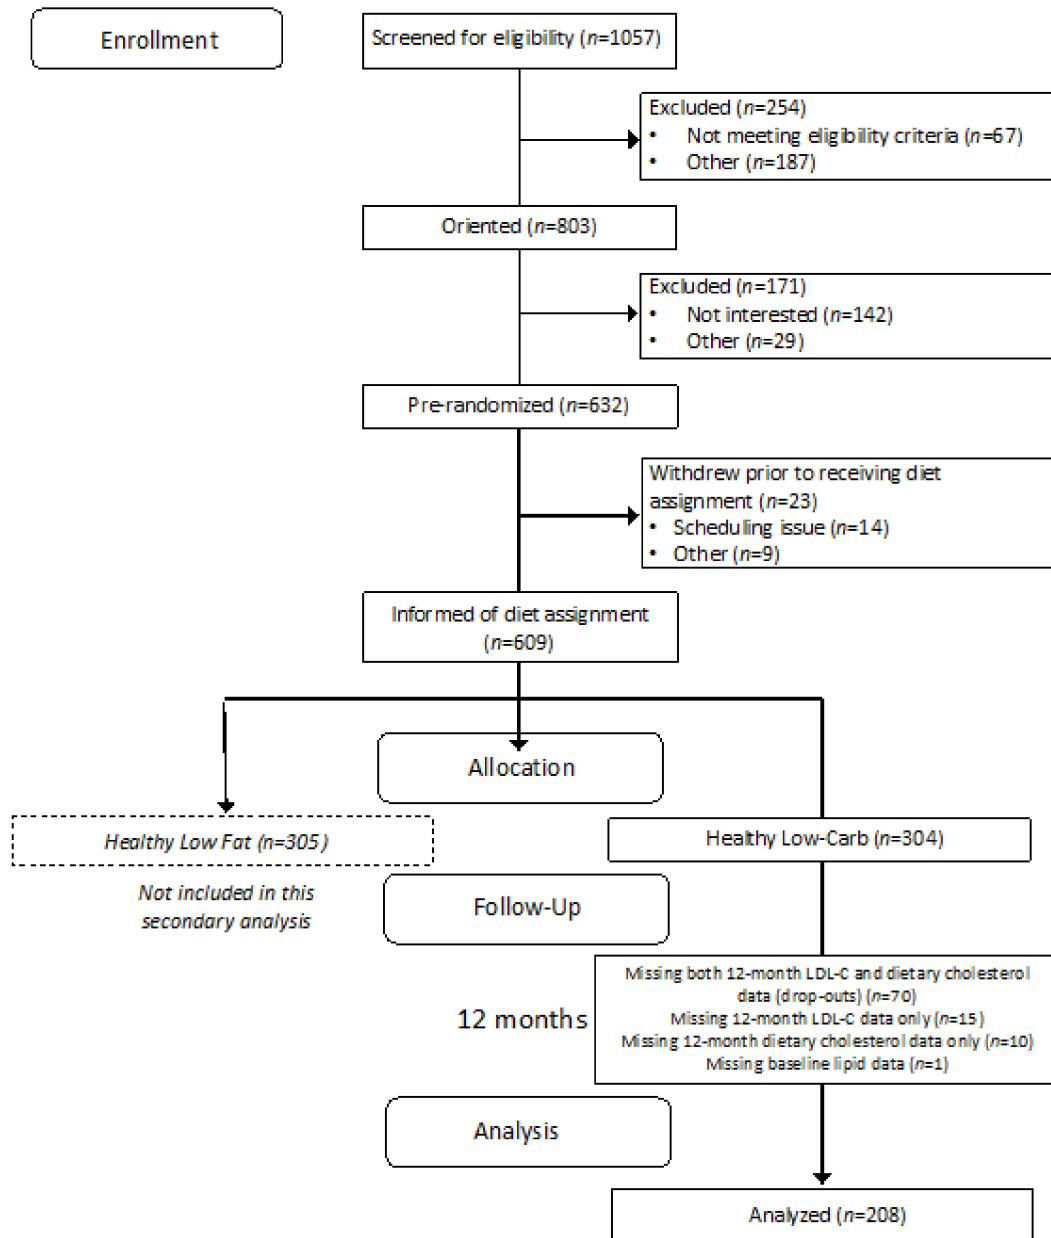 Enrollment
Screened for eligibility (n=1057)
Excluded (n=254)
• Not meeting eligibility criteria (n=67)
• Other (n=187)
Oriented (n=803)
Excluded (n=171)
• Not interested (n=142)
• Other (n=29)
Pre-randomized (n=632)
Withdrew prior to receiving diet
assignment (n=23)
• Scheduling issue (n=14)
• Other (n=9)
Informed of diet assignment
(n=609)
Allocation
Healthy Low Fat (n=305)
Healthy Low-Carb (n=304)
Not included in this
secondary analysis
Follow-Up
12 months
Missing both 12-month LDL-C and dietary cholesterol
data (drop-outs) (n=70)
Missing 12-month LDL-C data only (n=15)
Missing 12-month dietary cholesterol data only (n=10)
Missing baseline lipid data (n=1)
Analysis
Analyzed (n=208)